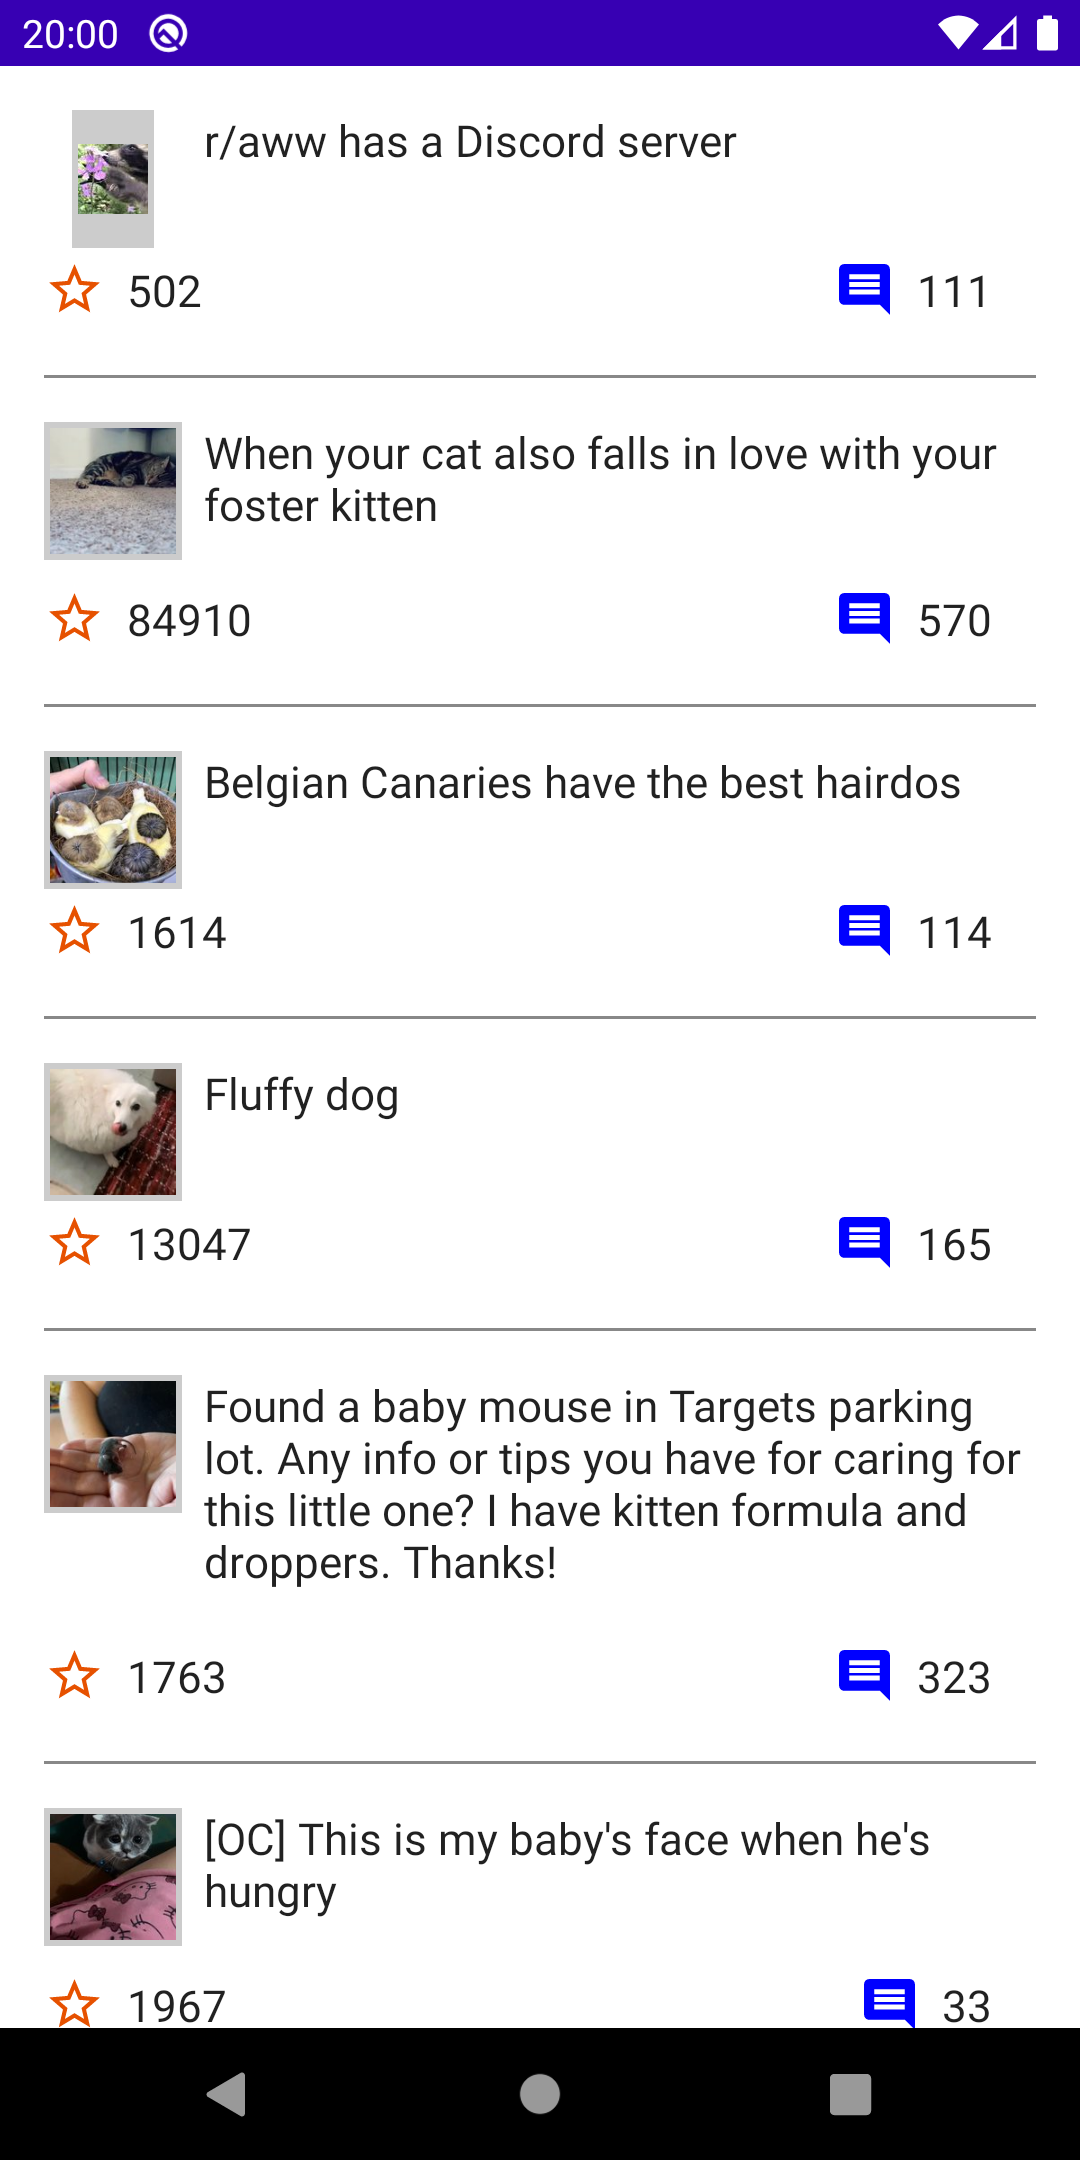 20:00
r/aww has a Discord server
502
111
When your cat also falls in love with your
foster kitten
84910
570
Belgian Canaries have the best hairdos
1614
114
Fluffy dog
13047
165
Found a baby mouse in Targets parking
lot. Any info or tips you have for caring for
this little one? I have kitten formula and
droppers. Thanks!
1763
323
[OC] This is my baby's face when he's
hungry
1967
33